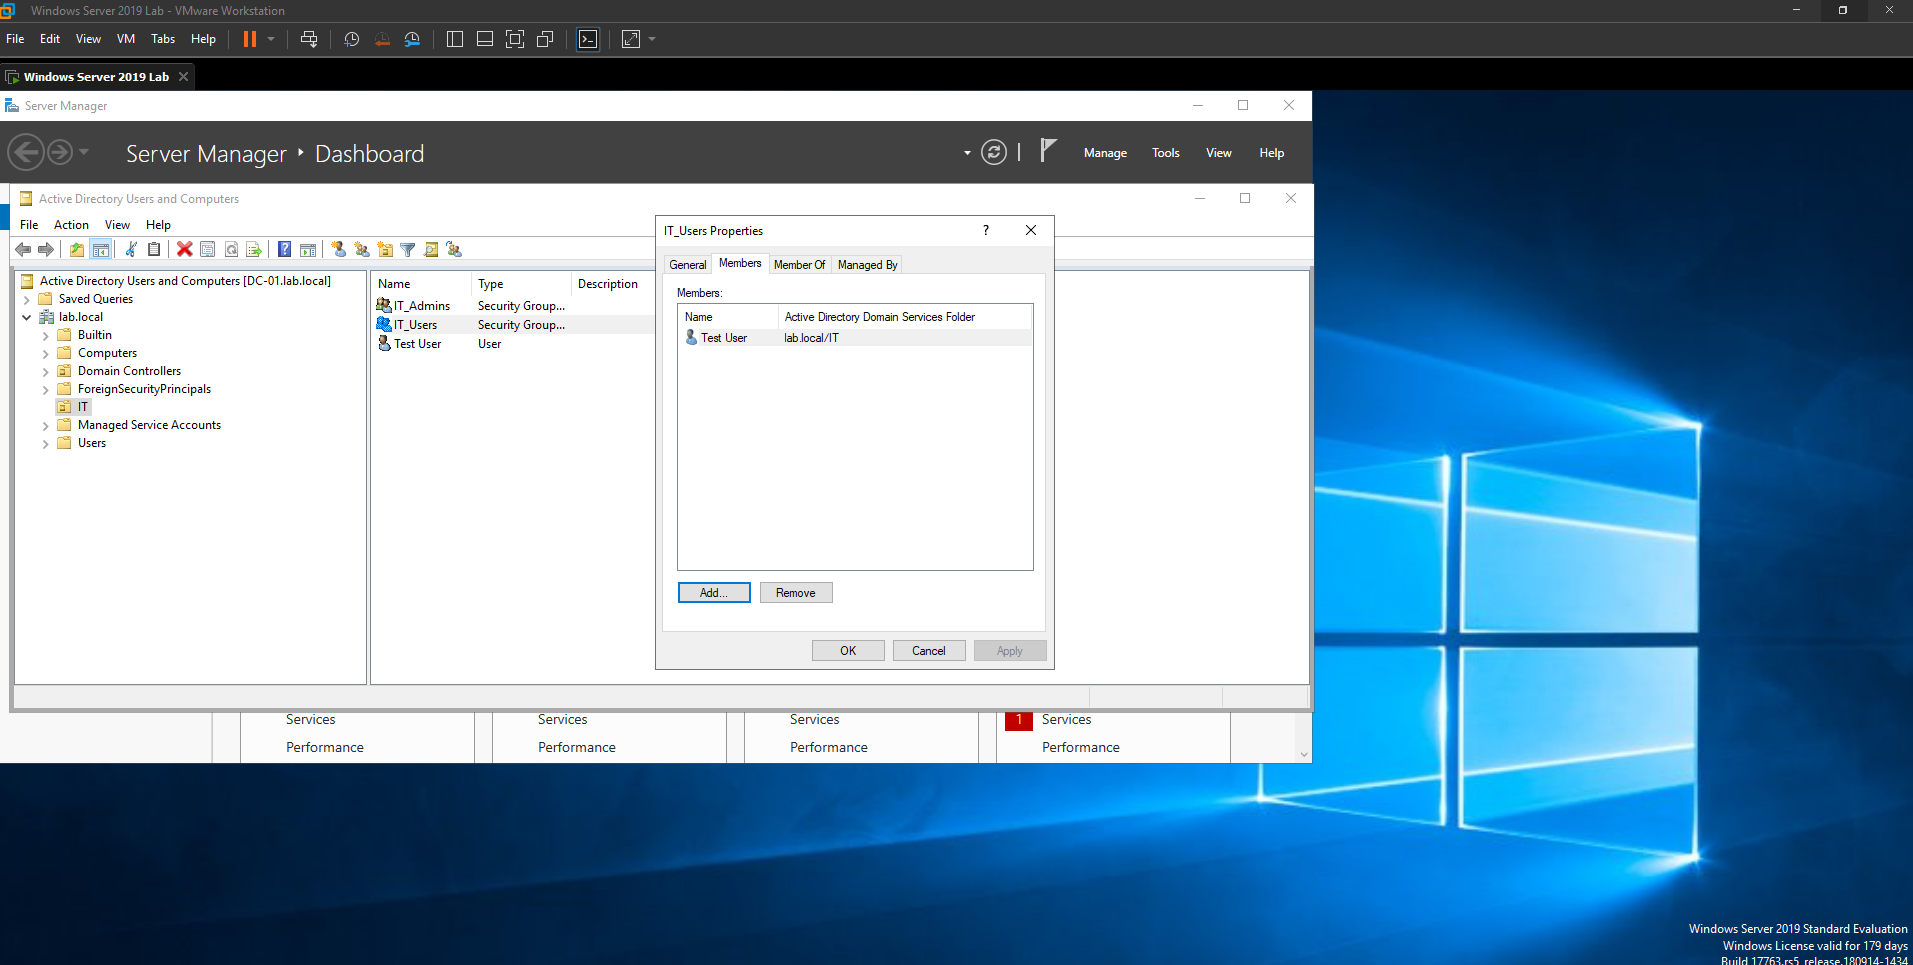 Windows Server 2019 Lab - VMware Workstation
File Edit View VM Tabs Help
Windows Server 2019 Lab
Server Manager
Server Manager Dashboard
Manage Tools View Help
Active Directory Users and Computers
File Action View Help
Active Directory Users and Computers [DC-01.lab.local]
Saved Queries
lab.local
Builtin
Computers
Domain Controllers
ForeignSecurityPrincipals
IT
Managed Service Accounts
Users
Name Type Description
IT_Admins Security Group...
IT_Users Security Group...
Test User User
IT_Users Properties
?
General Members Member Of Managed By
Members:
Name Active Directory Domain Services Folder
Test User lab.local/IT
Add... Remove
OK Cancel Apply
Services Services Services 1 Services
Performance Performance Performance Performance
Windows Server 2019 Standard Evaluation
Windows License valid for 179 days
Build 17763.rs5_release.180914-1434